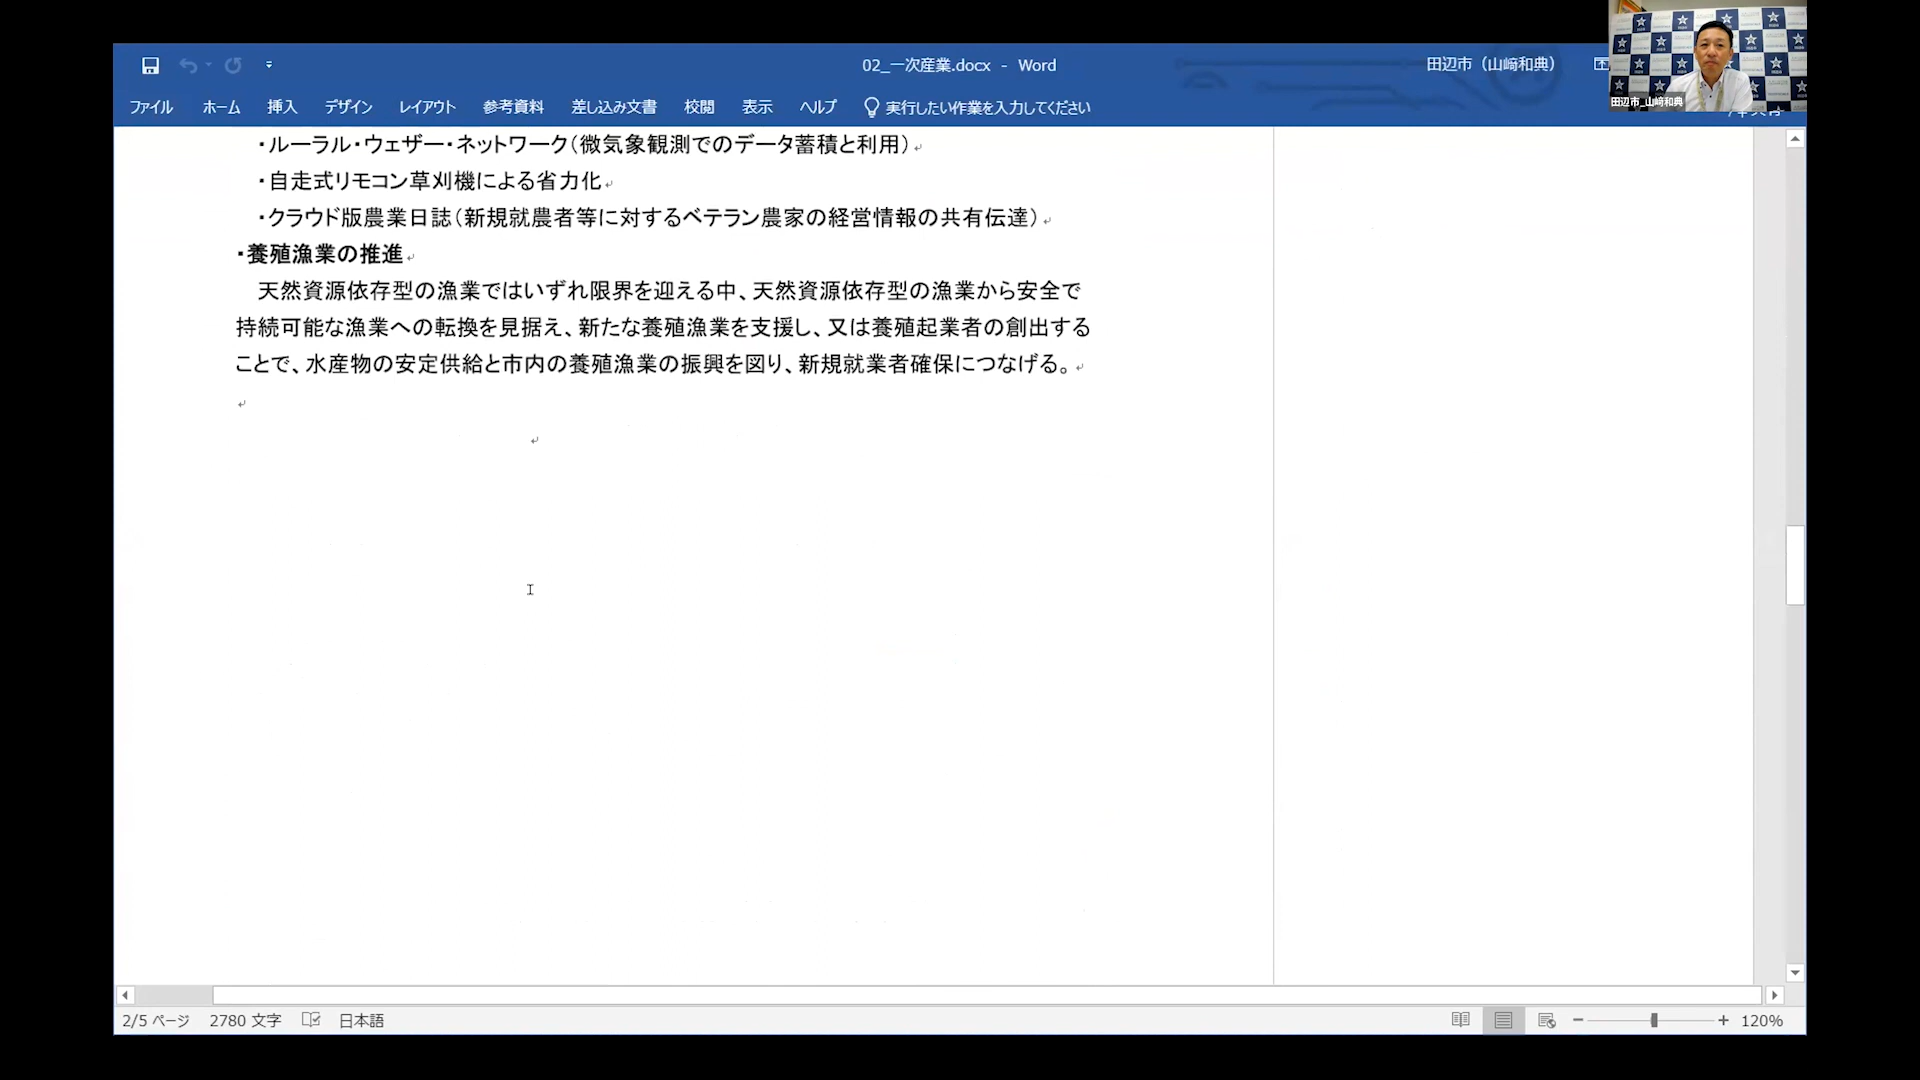 02_一次産業.docx - Word
田辺市（山﨑和典）
田辺市_山﨑和典
ファイル ホーム 挿入 デザイン レイアウト 参考資料 差し込み文書 校閲 表示 ヘルプ 実行したい作業を入力してください
・ルーラル・ウェザー・ネットワーク（微気象観測でのデータ蓄積と利用）
・自走式リモコン草刈機による省力化
・クラウド版農業日誌（新規就農者等に対するベテラン農家の経営情報の共有伝達）
・養殖漁業の推進
天然資源依存型の漁業ではいずれ限界を迎える中、天然資源依存型の漁業から安全で
持続可能な漁業への転換を見据え、新たな養殖漁業を支援し、又は養殖起業者の創出する
ことで、水産物の安定供給と市内の養殖漁業の振興を図り、新規就業者確保につなげる。
2/5 ページ 2780 文字 日本語 120%